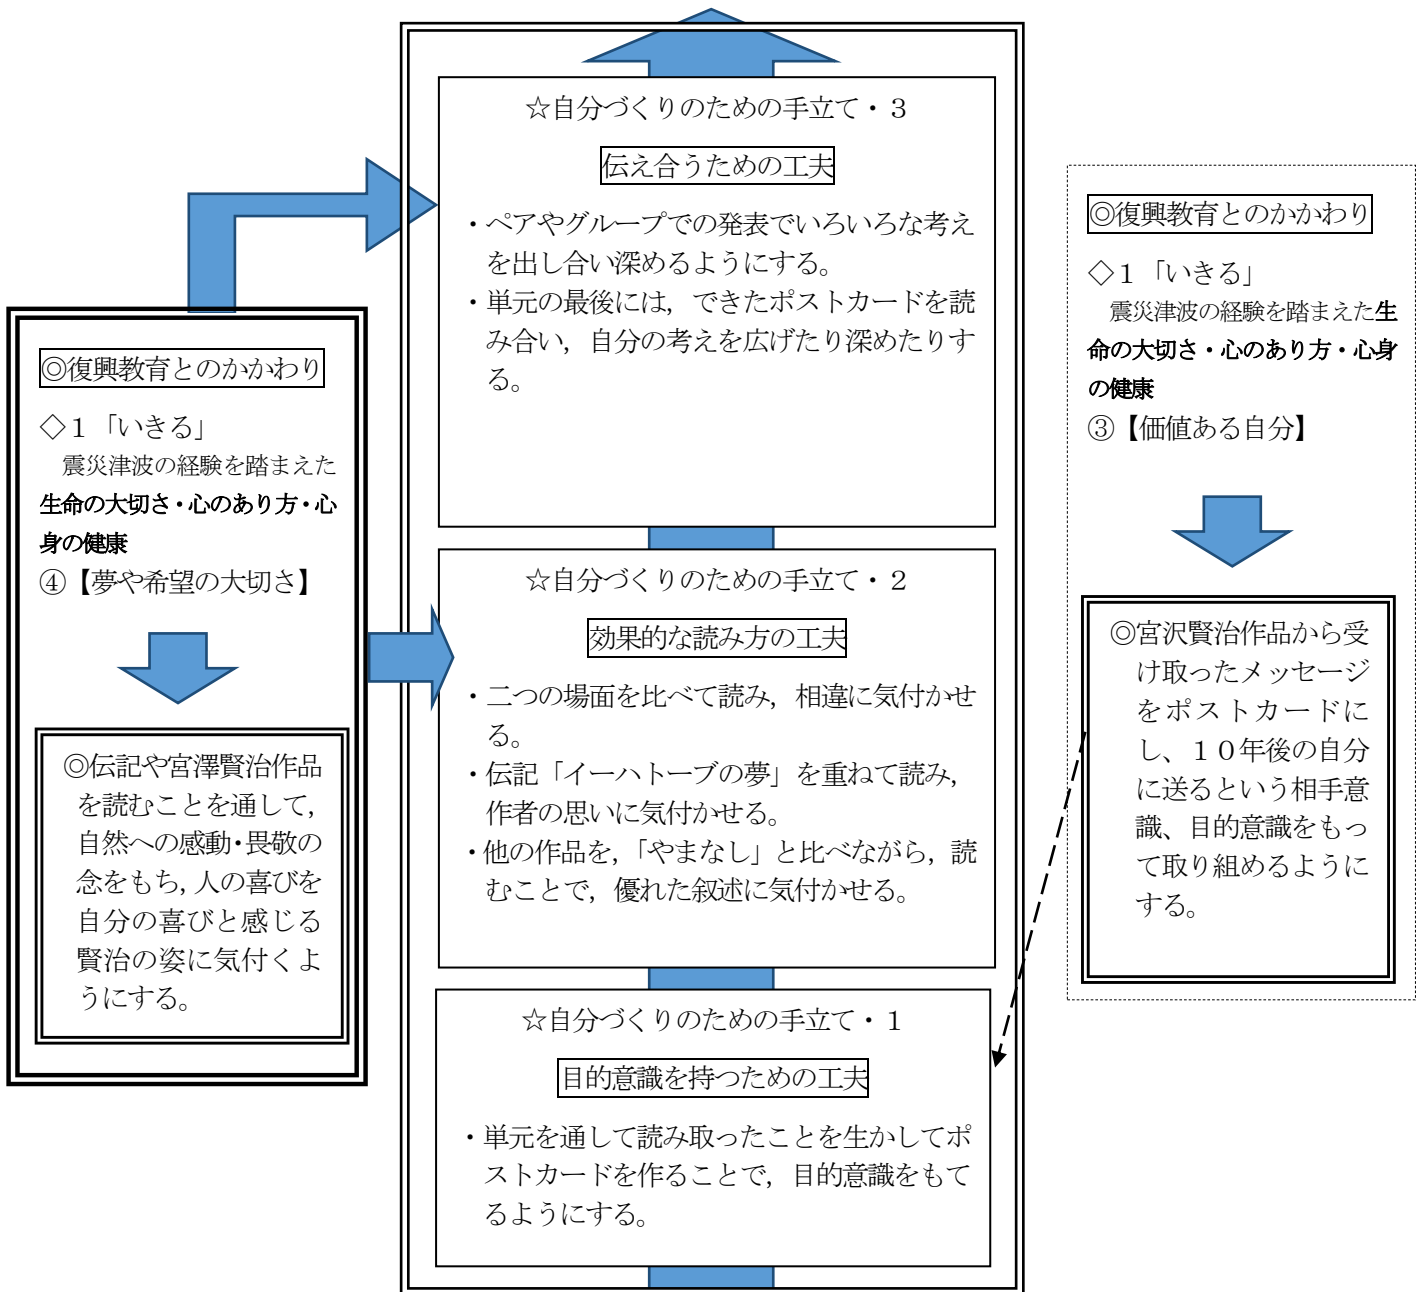 ☆自分づくりのための手立て・３
伝え合うための工夫
・ペアやグループでの発表でいろいろな考え
を出し合い深めるようにする。
・単元の最後には，できたポストカードを読
み合い，自分の考えを広げたり深めたりす
る。
◎復興教育とのかかわり
◇１「いきる」
震災津波の経験を踏まえた
生命の大切さ・心のあり方・心
身の健康
④【夢や希望の大切さ】
◎伝記や宮澤賢治作品
を読むことを通して，
自然への感動・畏敬の
念をもち，人の喜びを
自分の喜びと感じる
賢治の姿に気付くよ
うにする。
☆自分づくりのための手立て・２
効果的な読み方の工夫
・二つの場面を比べて読み，相違に気付かせ
る。
・伝記「イーハトーブの夢」を重ねて読み，
作者の思いに気付かせる。
・他の作品を，「やまなし」と比べながら，読
むことで，優れた叙述に気付かせる。
☆自分づくりのための手立て・１
目的意識を持つための工夫
・単元を通して読み取ったことを生かしてポ
ストカードを作ることで，目的意識をもて
るようにする。
◎復興教育とのかかわり
◇１「いきる」
震災津波の経験を踏まえた生
命の大切さ・心のあり方・心身
の健康
③【価値ある自分】
◎宮沢賢治作品から受
け取ったメッセージ
をポストカードに
し、１０年後の自分
に送るという相手意
識、目的意識をもっ
て取り組めるように
する。